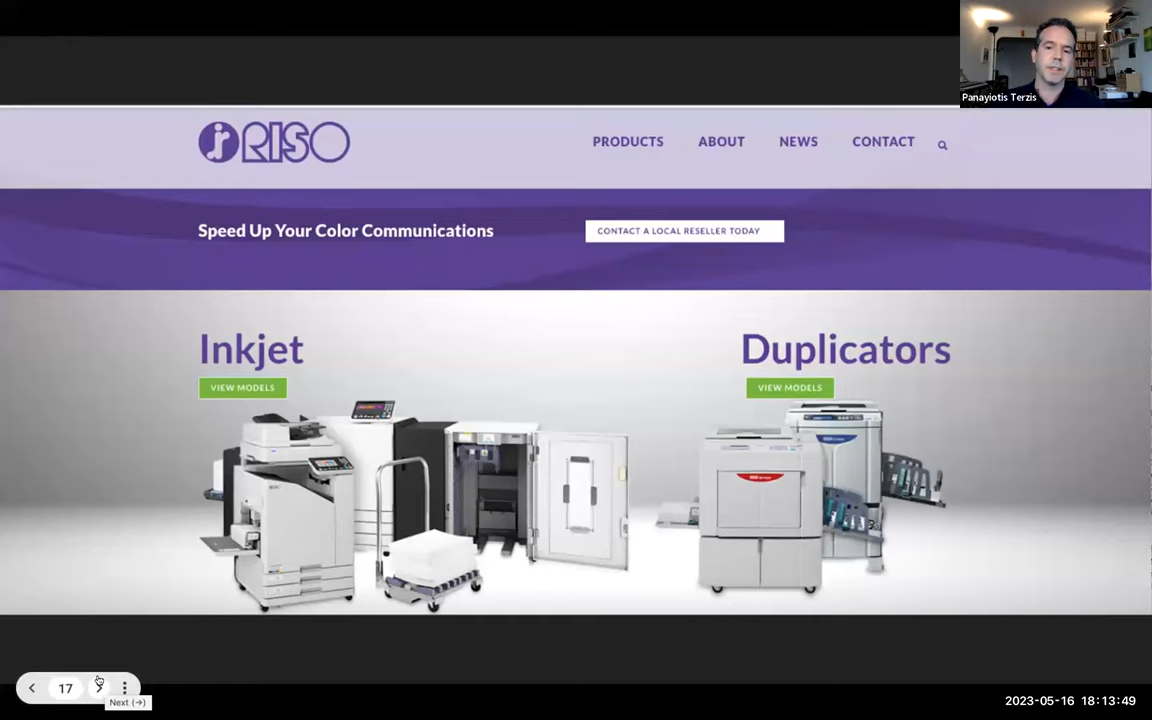 Panayiotis Terzis
RISO
PRODUCTS ABOUT NEWS CONTACT
Speed Up Your Color Communications
CONTACT A LOCAL RESELLER TODAY
Inkjet
Duplicators
VIEW MODELS
VIEW MODELS
17
Next (→)
2023-05-16 18:13:49